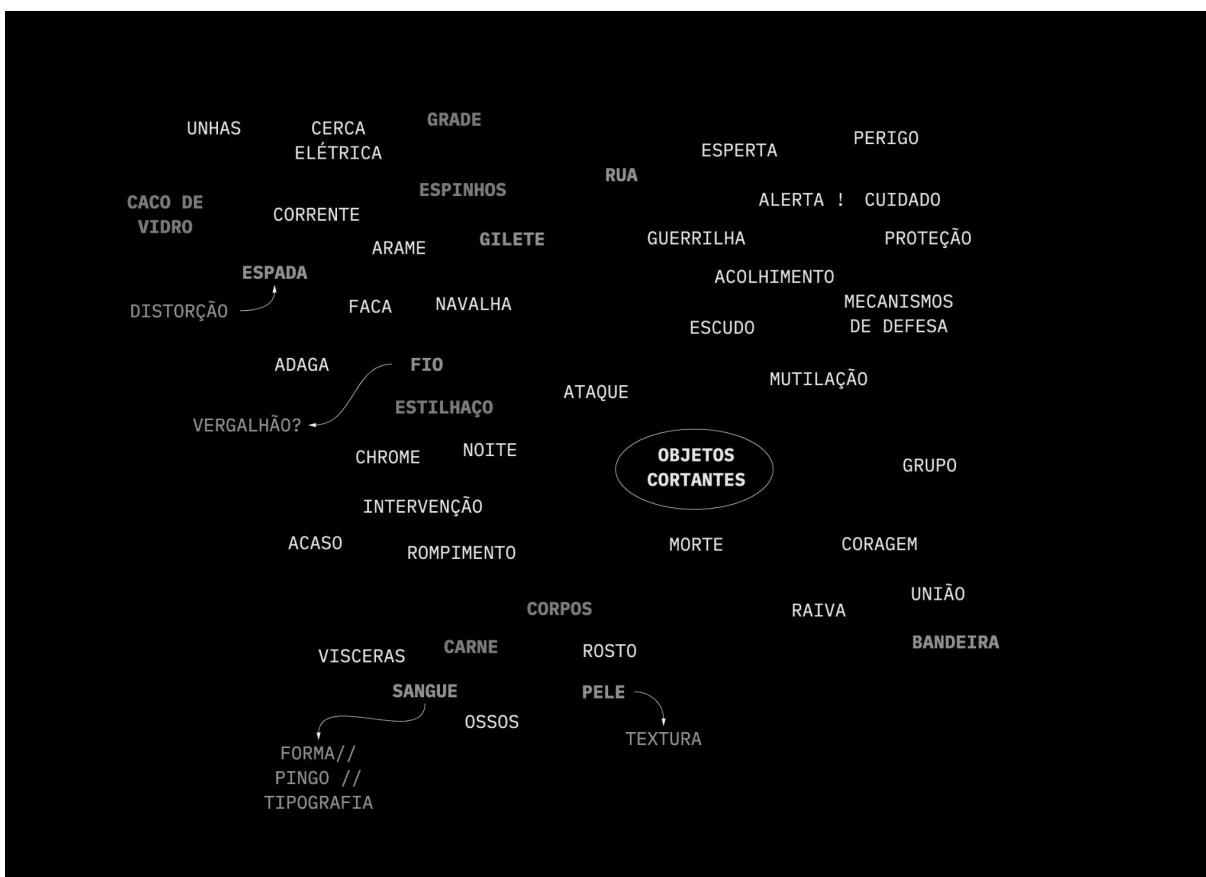 UNHAS
CERCA
ELÉTRICA
GRADE
ESPERTA
PERIGO
RUA
ESPINHOS
CACO DE
VIDRO
CORRENTE
ALERTA !
CUIDADO
ARAME
GILETE
GUERRILHA
PROTEÇÃO
ESPADA
ACOLHIMENTO
DISTORÇÃO
FACA
NAVALHA
MECANISMOS
DE DEFESA
ESCUDO
ADAGA
FIO
ATAQUE
MUTILAÇÃO
ESTILHAÇO
VERGALHÃO?
CHROME
NOITE
OBJETOS
CORTANTES
GRUPO
INTERVENÇÃO
ACASO
ROMPIMENTO
MORTE
CORAGEM
UNIÃO
CORPOS
RAIVA
BANDEIRA
VISCERAS
CARNE
ROSTO
SANGUE
PELE
OSSOS
TEXTURA
FORMA//
PINGO //
TIPOGRAFIA